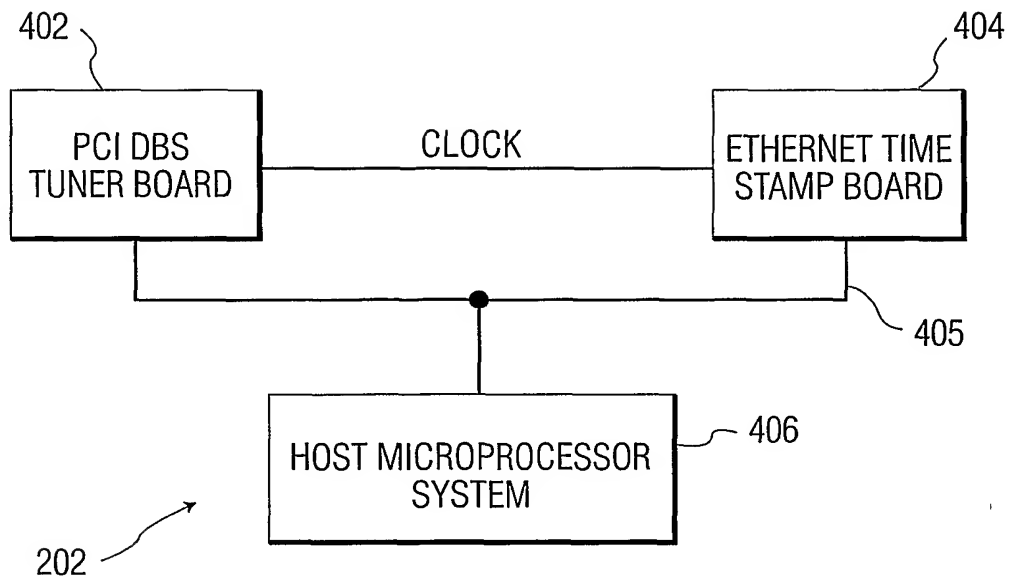 402
404
PCI DBS
TUNER BOARD
CLOCK
ETHERNET TIME
STAMP BOARD
405
HOST MICROPROCESSOR
SYSTEM
406
202